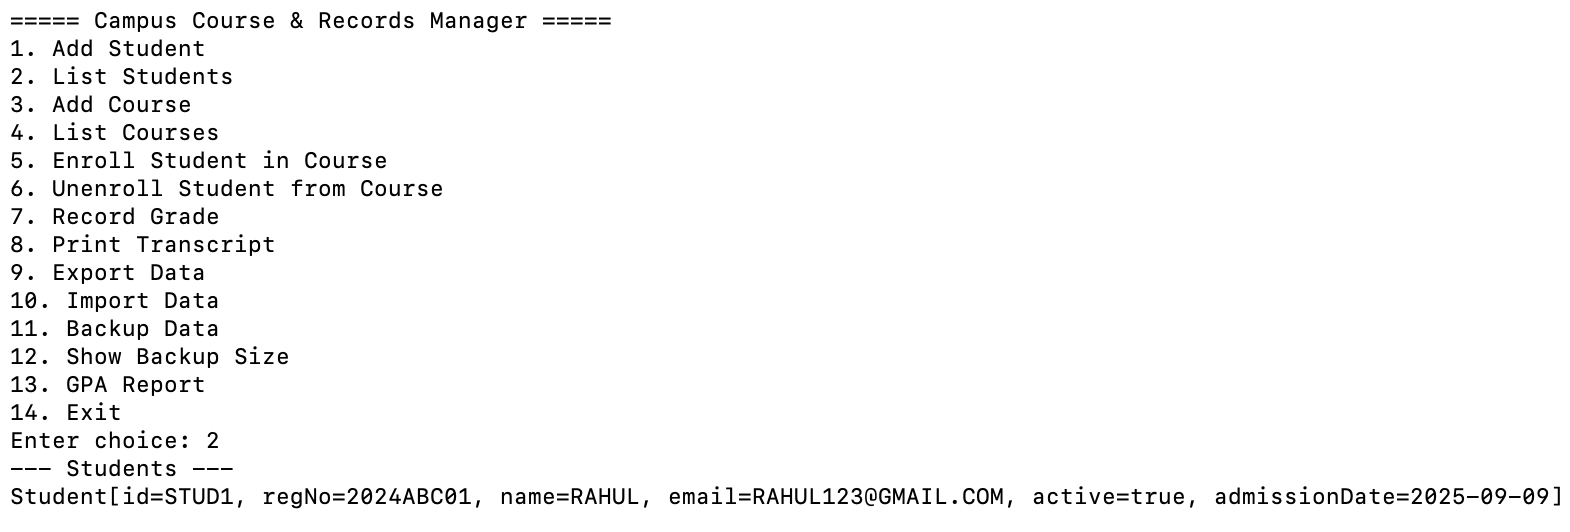 ===== Campus Course & Records Manager =====
1. Add Student
2. List Students
3. Add Course
4. List Courses
5. Enroll Student in Course
6. Unenroll Student from Course
7. Record Grade
8. Print Transcript
9. Export Data
10. Import Data
11. Backup Data
12. Show Backup Size
13. GPA Report
14. Exit
Enter choice: 2
--- Students ---
Student[id=STUD1, regNo=2024ABC01, name=RAHUL, email=RAHUL123@GMAIL.COM, active=true, admissionDate=2025-09-09]